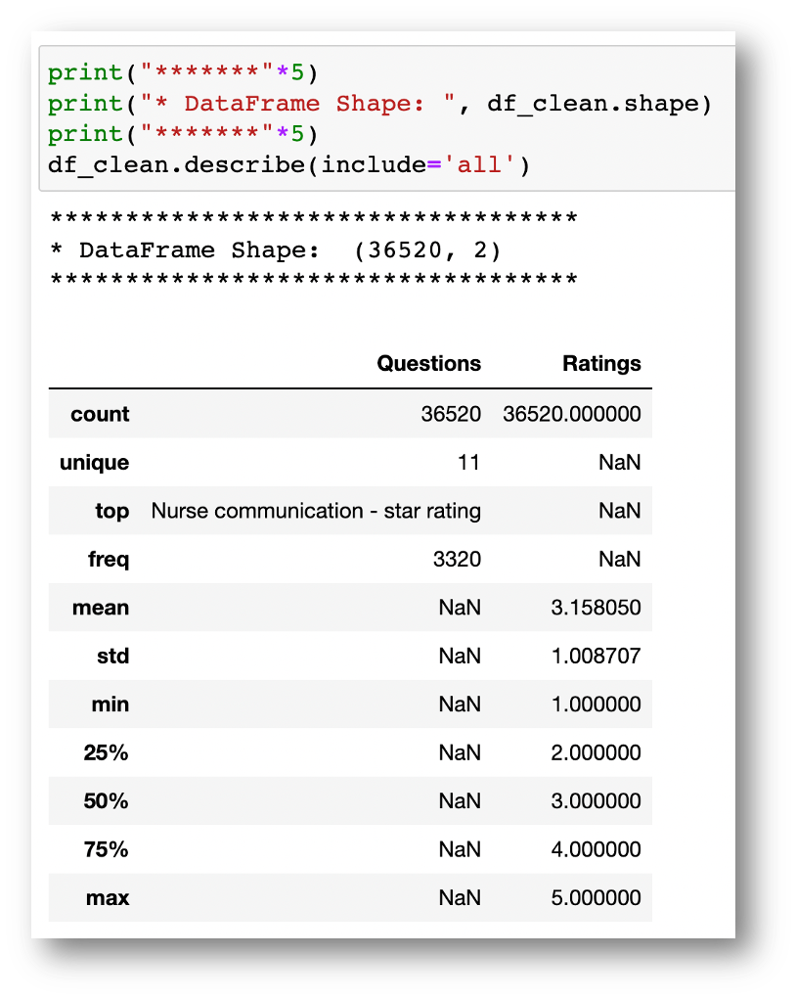 print("*******"*5)
print("* DataFrame Shape: ", df_clean.shape)
print("*******"*5)
df_clean.describe(include='all')
***********************************
* DataFrame Shape:  (36520, 2)
***********************************
Questions Ratings
count 36520 36520.000000
unique 11 NaN
top Nurse communication - star rating NaN
freq 3320 NaN
mean NaN 3.158050
std NaN 1.008707
min NaN 1.000000
25% NaN 2.000000
50% NaN 3.000000
75% NaN 4.000000
max NaN 5.000000